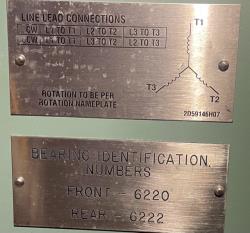 LINE LEAD CONNECTIONS
CW L1 TO T1 L2 TO T2 L3 TO T3
L1 TO T1 L3 TO T2 L2 TO T3
T1
T3
T2
ROTATION TO BE PER
ROTATION NAMEPLATE
2D59146H07
BEARING IDENTIFICATION
NUMBERS
FRONT - 6220
REAR - 6222